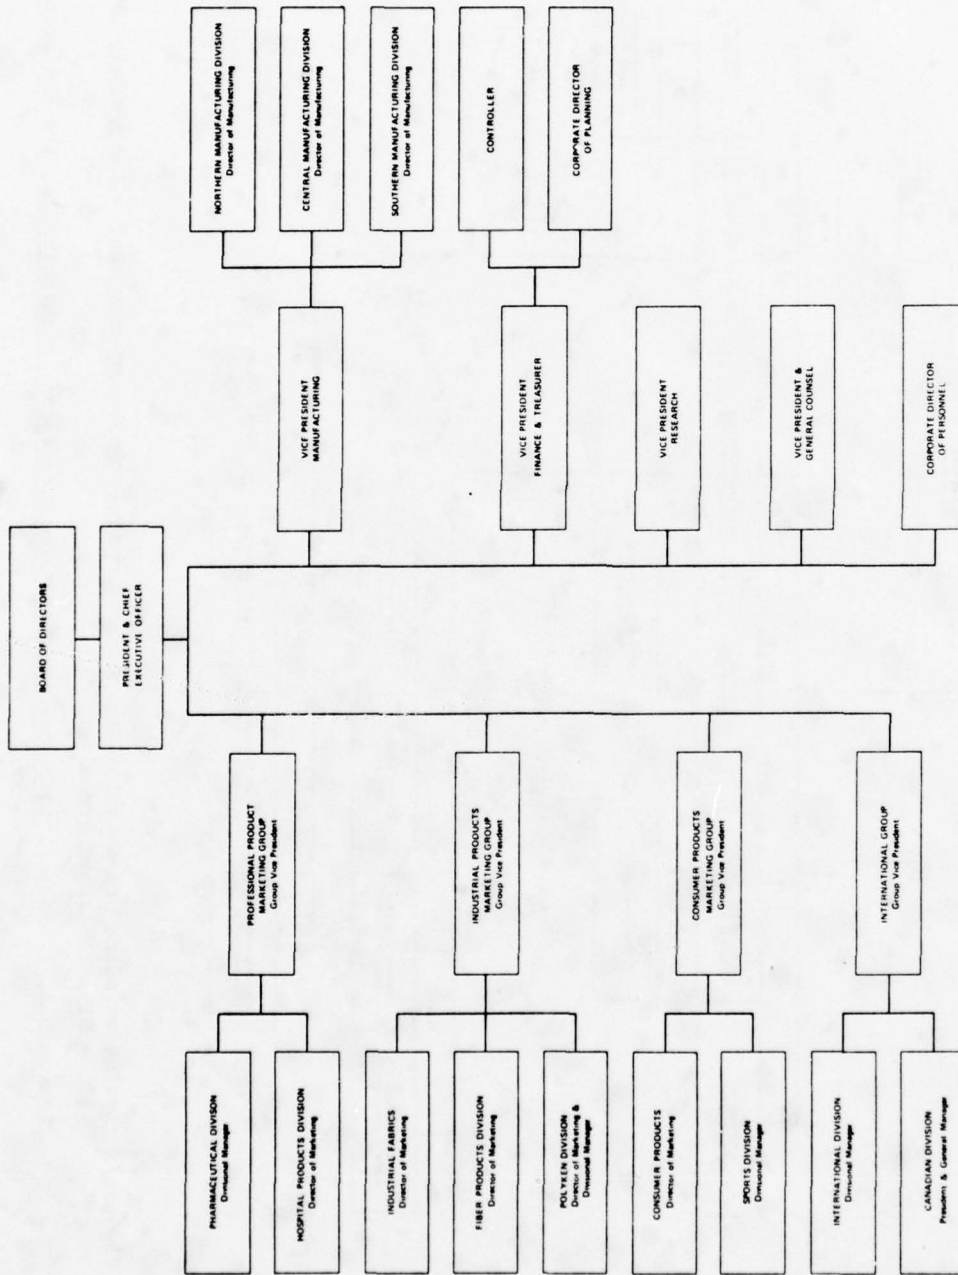 BOARD OF DIRECTORS
PRESIDENT & CHIEF
EXECUTIVE OFFICER
PROFESSIONAL PRODUCT
MARKETING GROUP
Group Vice President
PHARMACEUTICAL DIVISON
Divisional Manager
HOSPITAL PRODUCTS DIVISION
Director of Marketing
INDUSTRIAL PRODUCTS
MARKETING GROUP
Group Vice President
INDUSTRIAL FABRICS
Director of Marketing
FIBER PRODUCTS DIVISION
Director of Marketing
POLYKEN DIVISION
Director of Marketing &
Divisional Manager
CONSUMER PRODUCTS
MARKETING GROUP
Group Vice President
CONSUMER PRODUCTS
Director of Marketing
SPORTS DIVISION
Divisional Manager
INTERNATIONAL GROUP
Group Vice President
INTERNATIONAL DIVISION
Divisional Manager
CANADIAN DIVISION
President & General Manager
VICE PRESIDENT
MANUFACTURING
NORTHERN MANUFACTURING DIVISION
Director of Manufacturing
CENTRAL MANUFACTURING DIVISION
Director of Manufacturing
SOUTHERN MANUFACTURING DIVISION
Director of Manufacturing
VICE PRESIDENT
FINANCE & TREASURER
CONTROLLER
CORPORATE DIRECTOR
OF PLANNING
VICE PRESIDENT
RESEARCH
VICE PRESIDENT &
GENERAL COUNSEL
CORPORATE DIRECTOR
OF PERSONNEL